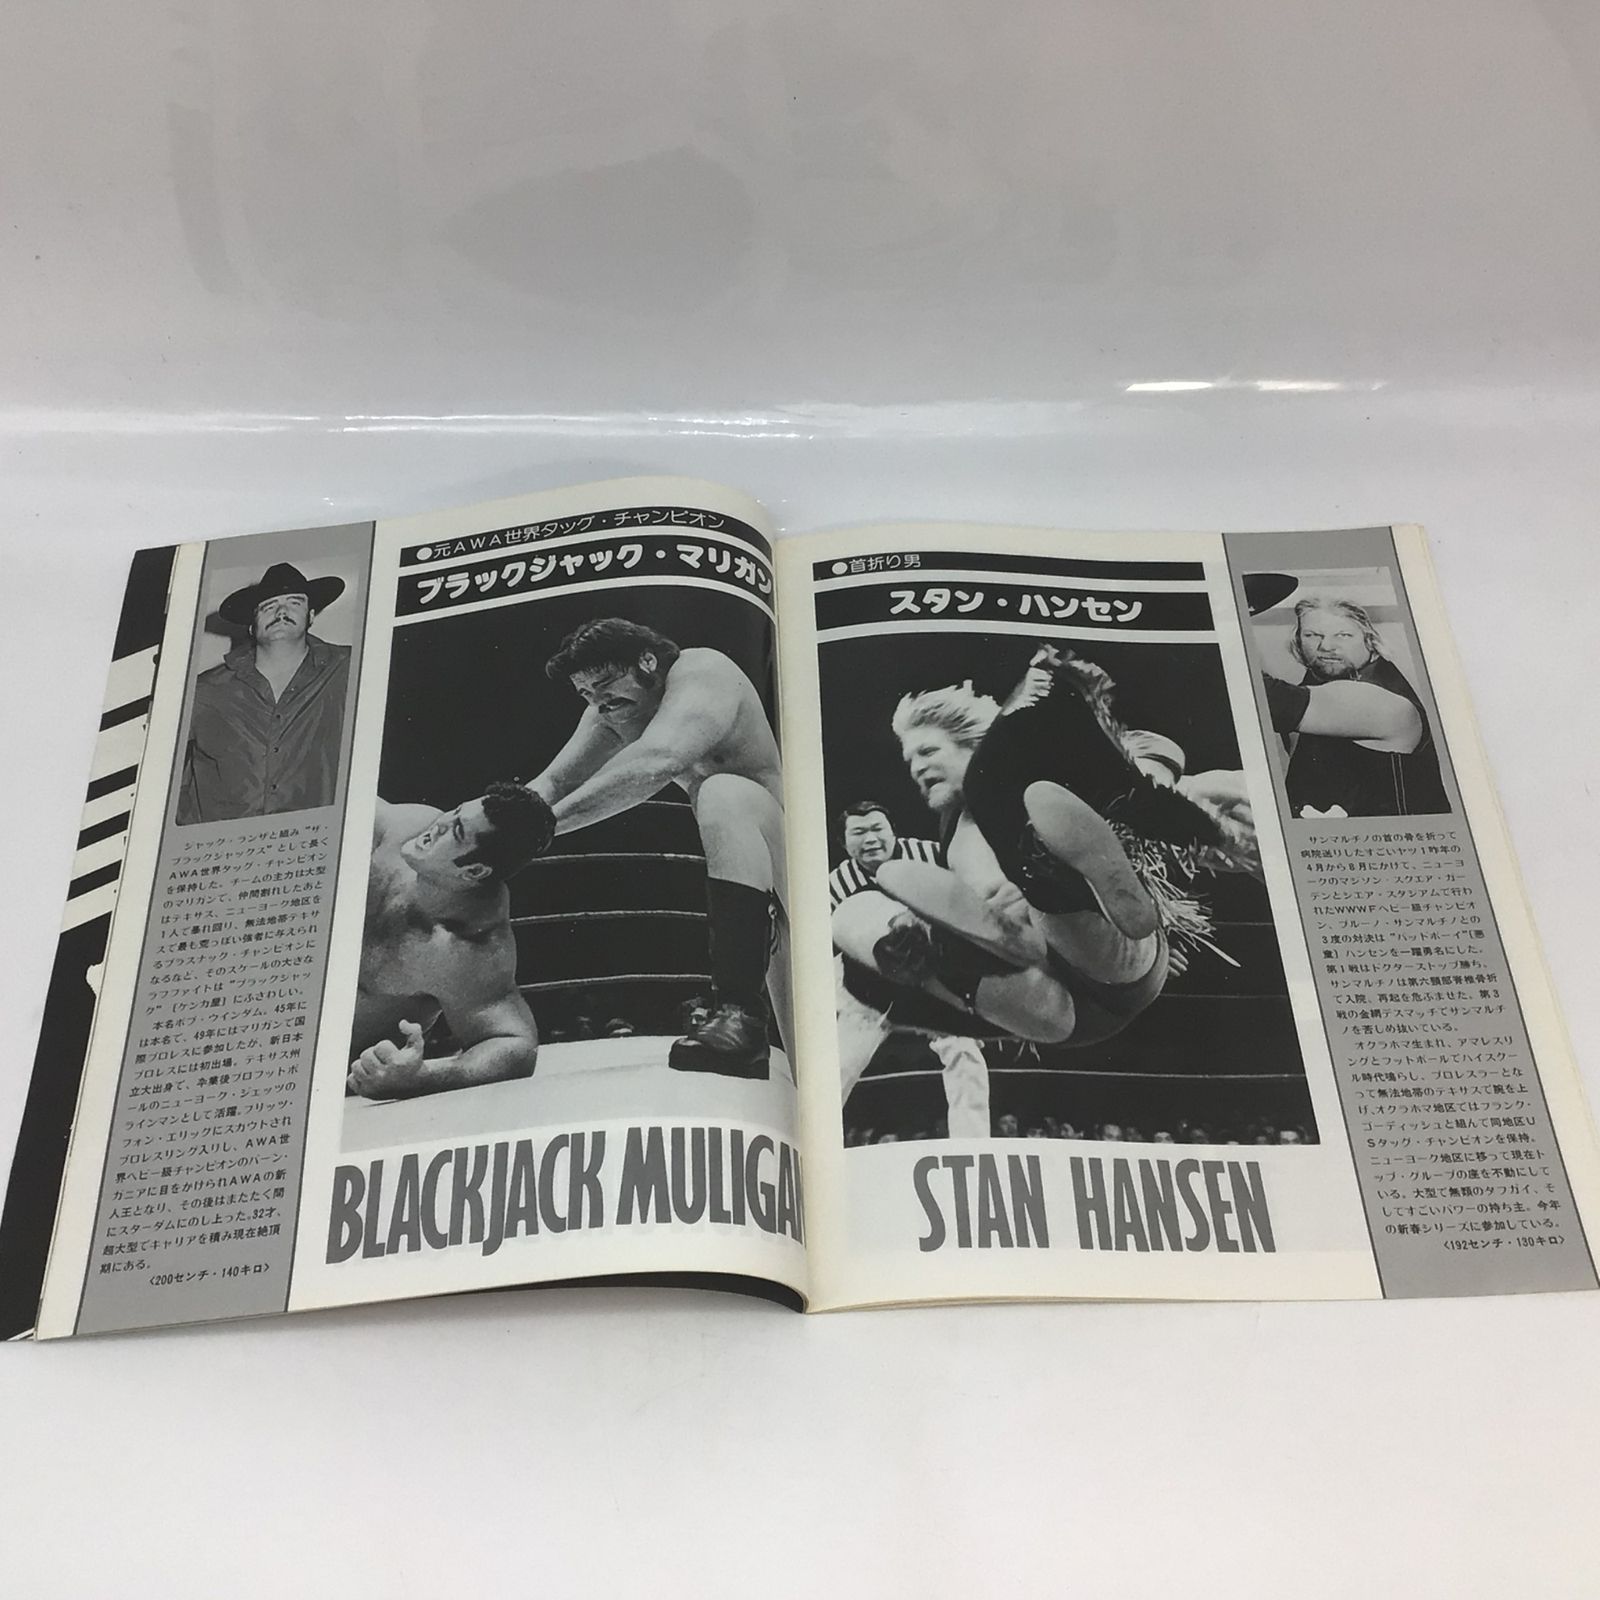 ●元AWA世界タッグ・チャンピオン
ブラックジャック・マリガン
ジャック・ランザと組み"ザ・
ブラックジャックス"として長く
AWA世界タッグ・チャンピオン
を保持した。チームの主力は大型
のマリガンで、仲間割れしたあと
はテキサス、ニューヨーク地区を
1人で暴れ回り、無法地帯テキサ
スで最も荒っぽい強者に与えられ
るブラスナック・チャンピオンに
なるなど、そのスケールの大きな
ラフファイトは"ブラックジャッ
ク"[ケンカ屋]にふさわしい。
本名ボブ・ウインダム。45年に
は本名で、49年にはマリガンで国
際プロレスに参加したが、新日本
プロレスには初出場。テキサス州
立大出身で、卒業後プロフットボ
ールのニューヨーク・ジェッツの
ラインマンとして活躍。フリッツ・
フォン・エリックにスカウトされ
プロレスリング入りし、AWA世
界ヘビー級チャンピオンのバーン・
ガニアに目をかけられAWAの新
人王となり、その後はまたたく間
にスターダムにのし上った。32才、
超大型でキャリアを積み現在絶頂
期にある。
〈200センチ・140キロ〉
BLACKJACK MULIGAN
●首折り男
スタン・ハンセン
STAN HANSEN
サンマルチノの首の骨を折って
病院送りしたすごいヤツ!昨年の
4月から8月にかけて、ニューヨ
ークのマジソン・スクエア・ガー
デンとシェア・スタジアムで行わ
れたWWWFヘビー級チャンピオ
ン、ブルーノ・サンマルチノとの
3度の対決は"バッドボーイ"[悪
童]ハンセンを一躍勇名にした。
第1戦はドクターストップ勝ち。
サンマルチノは第六頸部脊椎骨折
で入院、再起を危ぶませた。第3
戦の金網デスマッチでサンマルチ
ノを苦しめ抜いている。
オクラホマ生まれ、アマレスリ
ングとフットボールでハイスクー
ル時代鳴らし、プロレスラーとな
って無法地帯のテキサスで腕を上
げ、オクラホマ地区ではフランク・
ゴーディッシュと組んで同地区U
Sタッグ・チャンピオンを保持。
ニューヨーク地区に移って現在ト
ップ・グループの座を不動にして
いる。大型で無類のタフガイ、そ
してすごいパワーの持ち主。今年
の新春シリーズに参加している。
〈192センチ・130キロ〉